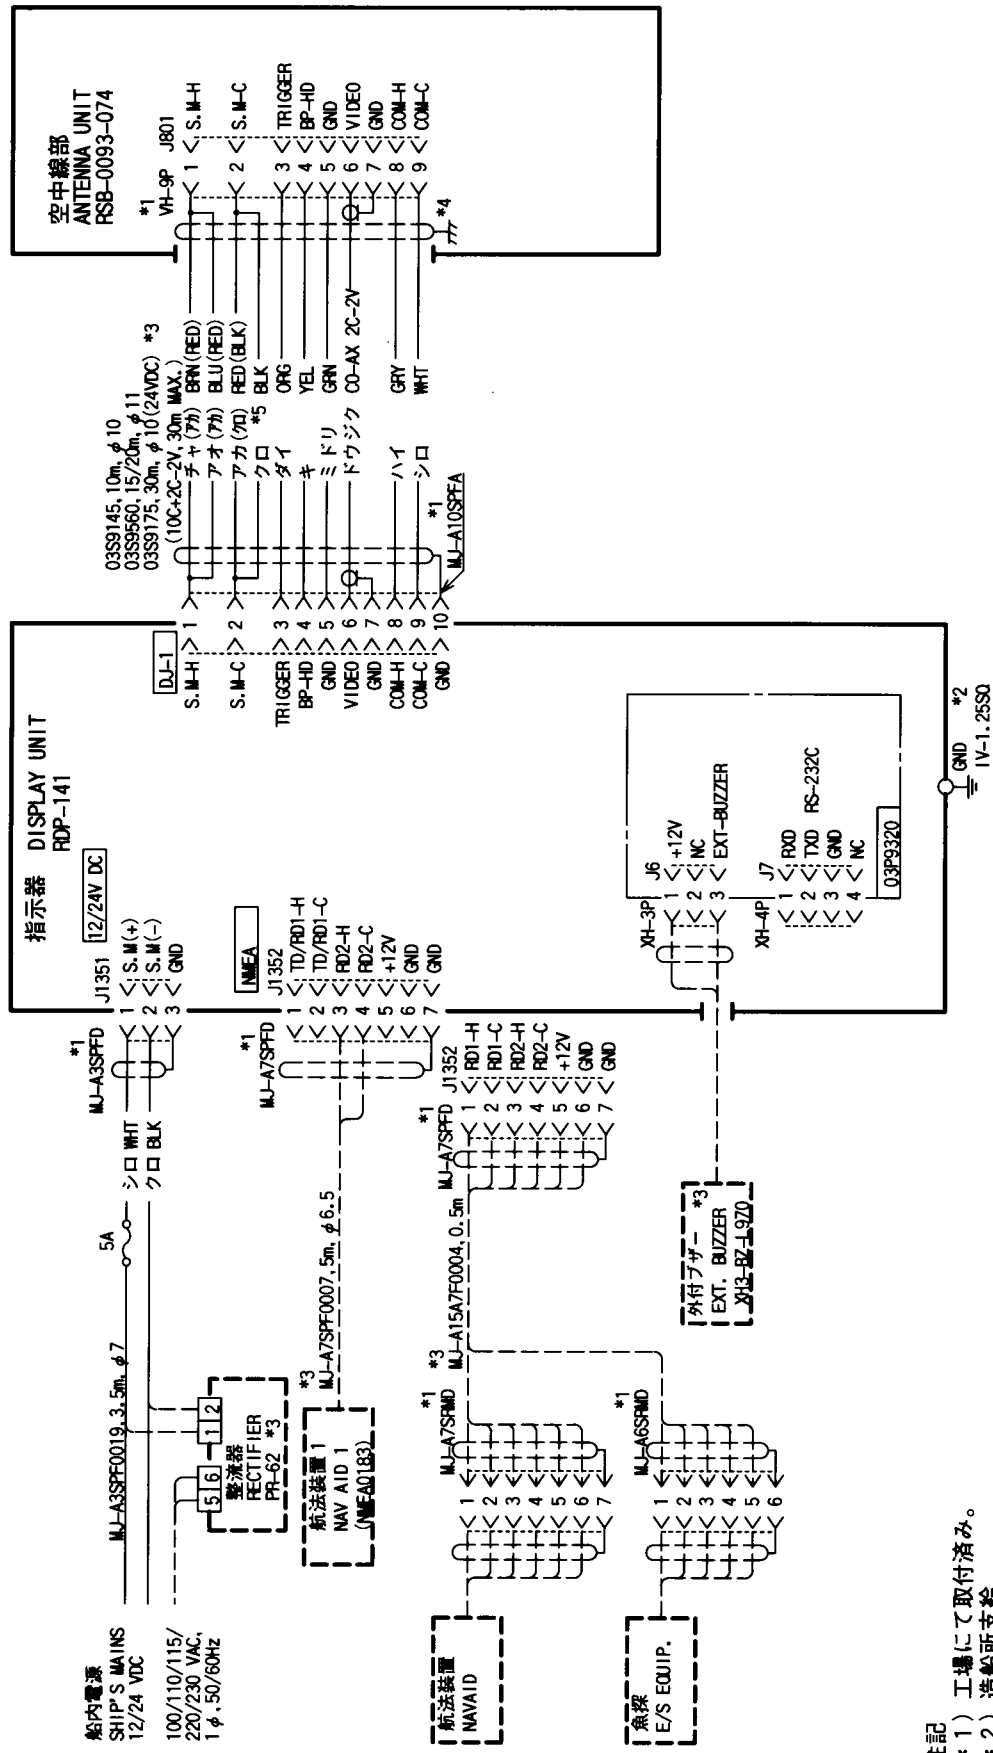 空中線部
ANTENNA UNIT
RSB-0093-074
*1
VH-9P J801
1 S.M-H
2 S.M-C
3 TRIGGER
4 BP-HD
5 GND
6 VIDEO
7 GND
8 COM-H
9 COM-C
*4
03S9145, 10m, φ10
03S9560, 15/20m, φ11
03S9175, 30m, φ10 (24VDC) *3
(10C+2C-2V, 30m MAX.)
チャ(アカ) BRN(RED)
アオ(アカ) BLU(RED)
アカ(クロ) RED(BLK)
クロ *5 BLK
ダイ ORG
キ YEL
ミドリ GRN
ドウジク CO-AX 2C-2V
ハイ GRY
シロ WHT
*1
MJ-A10SPFA
指示器 DISPLAY UNIT
RDP-141
DJ-1
S.M-H 1
S.M-C 2
TRIGGER 3
BP-HD 4
GND 5
VIDEO 6
GND 7
COM-H 8
COM-C 9
GND 10
12/24V DC
*1
MJ-A3SPFD J1351
1 S.M(+)
2 S.M(-)
3 GND
シロ WHT
クロ BLK
5A
MJ-A3SPF0019, 3.5m, φ7
船内電源
SHIP'S MAINS
12/24 VDC
100/110/115/
220/230 VAC,
1φ, 50/60Hz
5 6 1 2
整流器
RECTIFIER
PR-62 *3
NMEA
*1
MJ-A7SPFD J1352
1 TD/RD1-H
2 TD/RD1-C
3 RD2-H
4 RD2-C
5 +12V
6 GND
7 GND
*3
MJ-A7SPF0007, 5m, φ6.5
航法装置1
NAV AID 1
(NMEA0183)
*1
MJ-A7SPFD J1352
1 RD1-H
2 RD1-C
3 RD2-H
4 RD2-C
5 +12V
6 GND
7 GND
*3
MJ-A15A7F0004, 0.5m
*1
MJ-A7SRMD
1
2
3
4
5
6
7
航法装置
NAVAID
*1
MJ-A6SRMD
1
2
3
4
5
6
魚探
E/S EQUIP.
XH-3P J6
1 +12V
2 NC
3 EXT-BUZZER
XH-4P J7
1 RXD
2 TXD RS-232C
3 GND
4 NC
03P9320
外付ブザー *3
EXT. BUZZER
XH3-BZ-L970
GND *2
IV-1.25SQ
注記
*1) 工場にて取付済み。